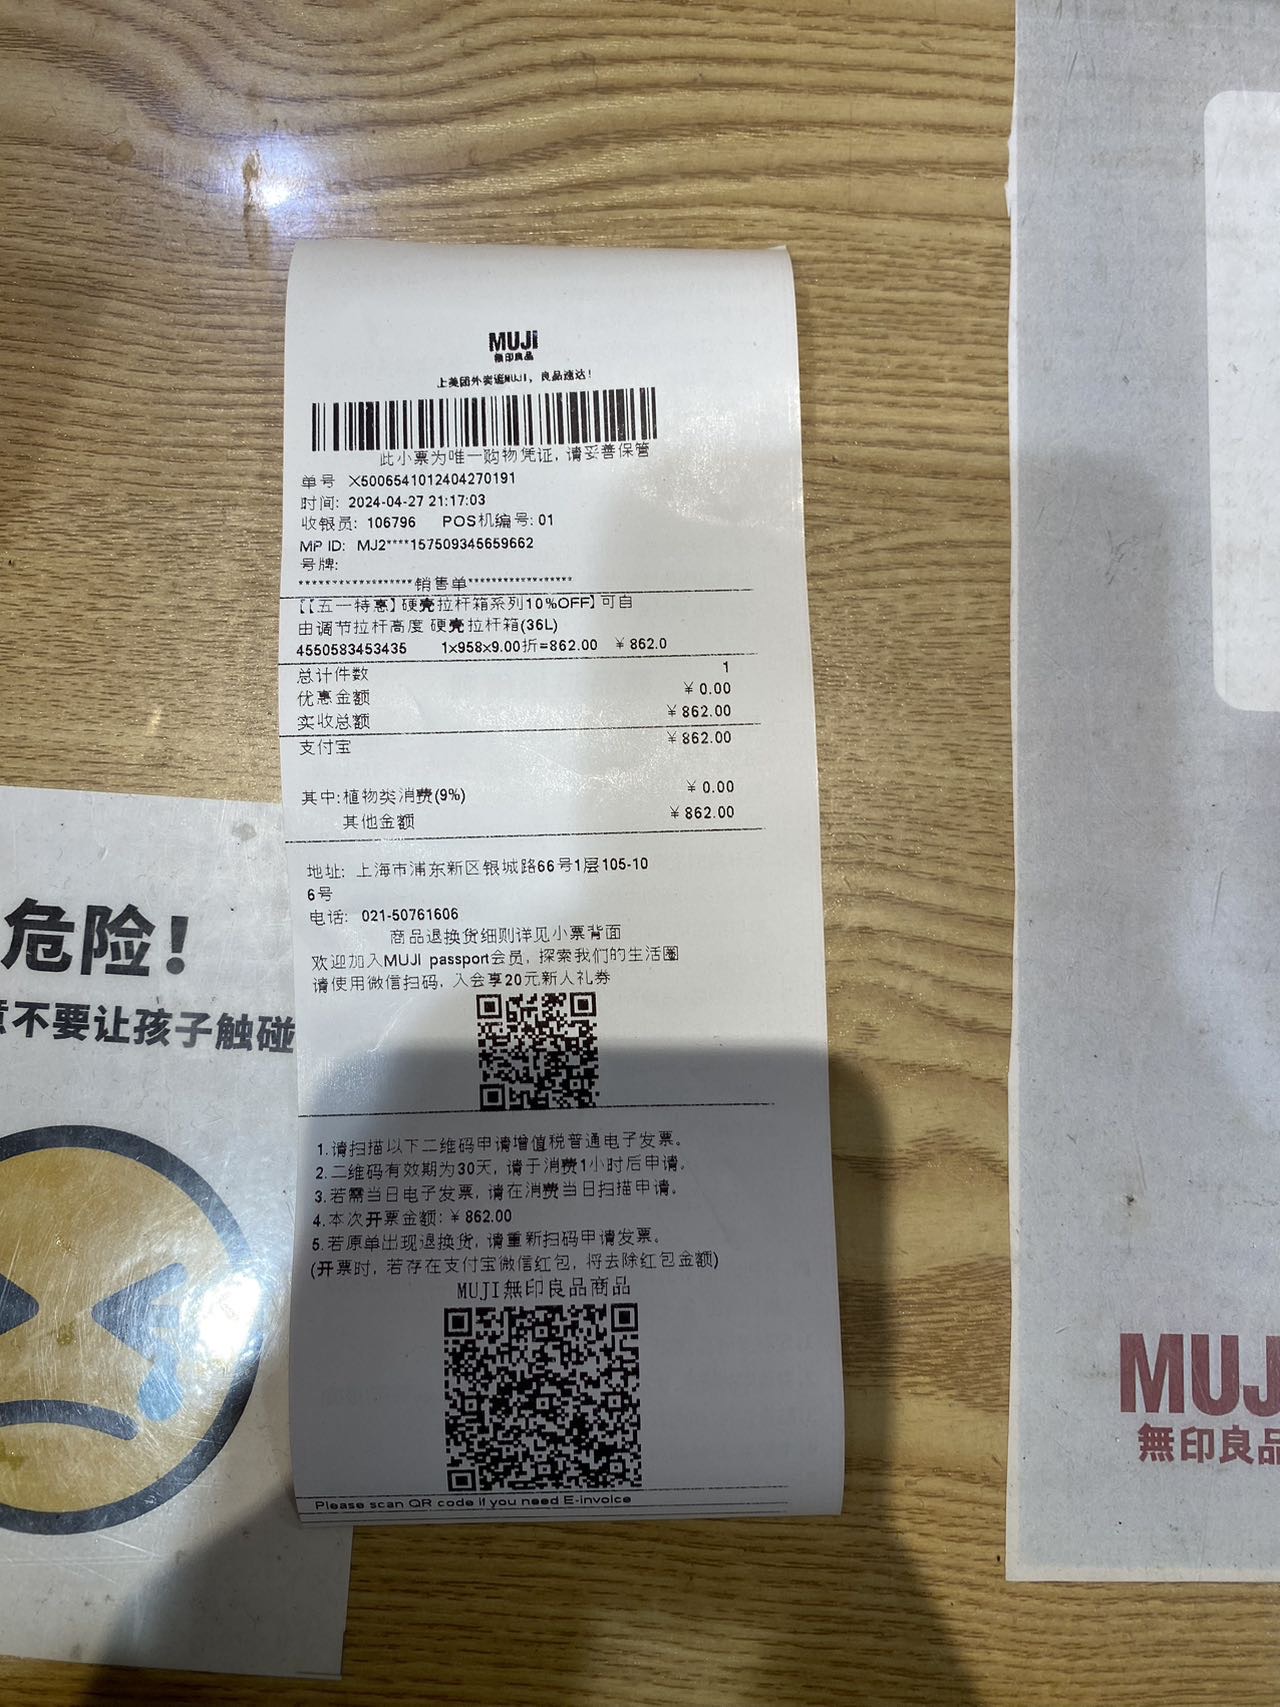 MUJI
無印良品
上美团外卖逛MUJI，良品速达！
此小票为唯一购物凭证，请妥善保管
单号 X5006541012404270191
时间: 2024-04-27 21:17:03
收银员: 106796 POS机编号: 01
MP ID: MJ2****157509345659662
号牌:
******************销售单******************
【【五一特惠】硬壳拉杆箱系列10%OFF】可自
由调节拉杆高度 硬壳拉杆箱(36L)
4550583453435 1×958×9.00折=862.00 ￥862.0
总计件数 1
优惠金额 ￥0.00
实收总额 ￥862.00
支付宝 ￥862.00
其中:植物类消费(9%) ￥0.00
其他金额 ￥862.00
地址: 上海市浦东新区银城路66号1层105-10
6号
电话: 021-50761606
商品退换货细则详见小票背面
欢迎加入MUJI passport会员，探索我们的生活圈
请使用微信扫码，入会享20元新人礼券
1.请扫描以下二维码申请增值税普通电子发票。
2.二维码有效期为30天，请于消费1小时后申请。
3.若需当日电子发票，请在消费当日扫描申请。
4.本次开票金额: ￥862.00
5.若原单出现退换货，请重新扫码申请发票。
(开票时，若存在支付宝微信红包，将去除红包金额)
MUJI無印良品商品
Please scan QR code if you need E-invoice
危险！
不要让孩子触碰
MUJ
無印良品